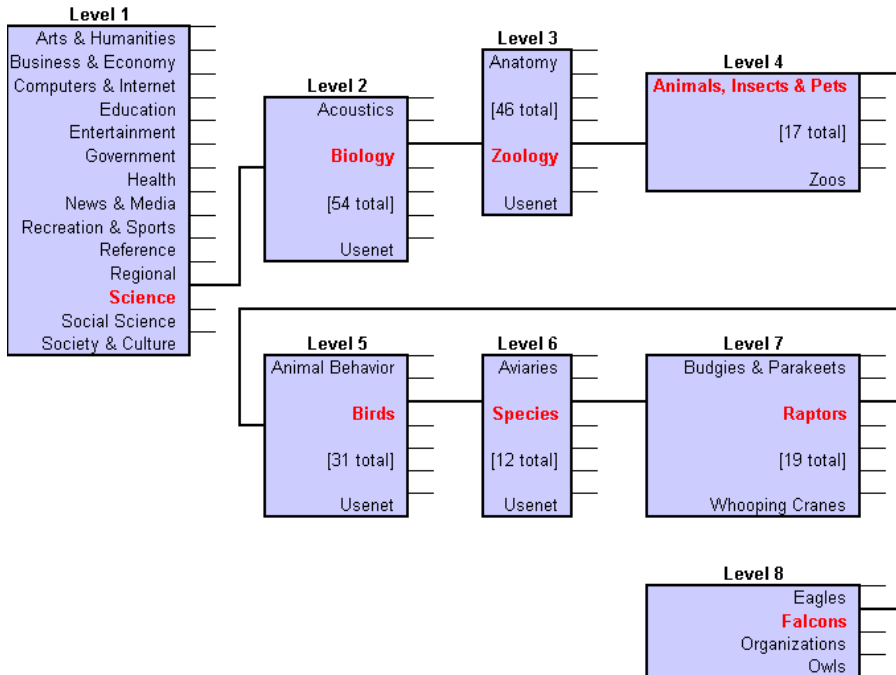 Level 1
Arts & Humanities
Business & Economy
Computers & Internet
Education
Entertainment
Government
Health
News & Media
Recreation & Sports
Reference
Regional
Science
Social Science
Society & Culture
Level 2
Acoustics
Biology
[54 total]
Usenet
Level 3
Anatomy
[46 total]
Zoology
Usenet
Level 4
Animals, Insects & Pets
[17 total]
Zoos
Level 5
Animal Behavior
Birds
[31 total]
Usenet
Level 6
Aviaries
Species
[12 total]
Usenet
Level 7
Budgies & Parakeets
Raptors
[19 total]
Whooping Cranes
Level 8
Eagles
Falcons
Organizations
Owls